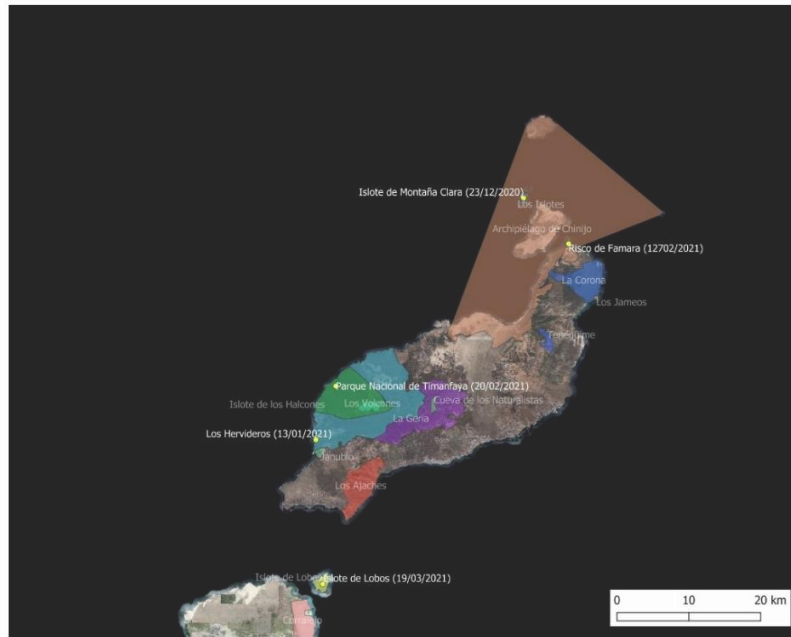 Islote de Montaña Clara (23/12/2020)
Los Islotes
Archipiélago de Chinijo
Risco de Famara (12702/2021)
La Corona
Los Jameos
Tenegüime
Parque Nacional de Timanfaya (20/02/2021)
Islote de los Halcones
Los Volcanes
Cueva de los Naturalistas
La Geria
Los Hervideros (13/01/2021)
Janubio
Los Ajaches
Islote de Lobos
Islote de Lobos (19/03/2021)
Corralejo
0 10 20 km